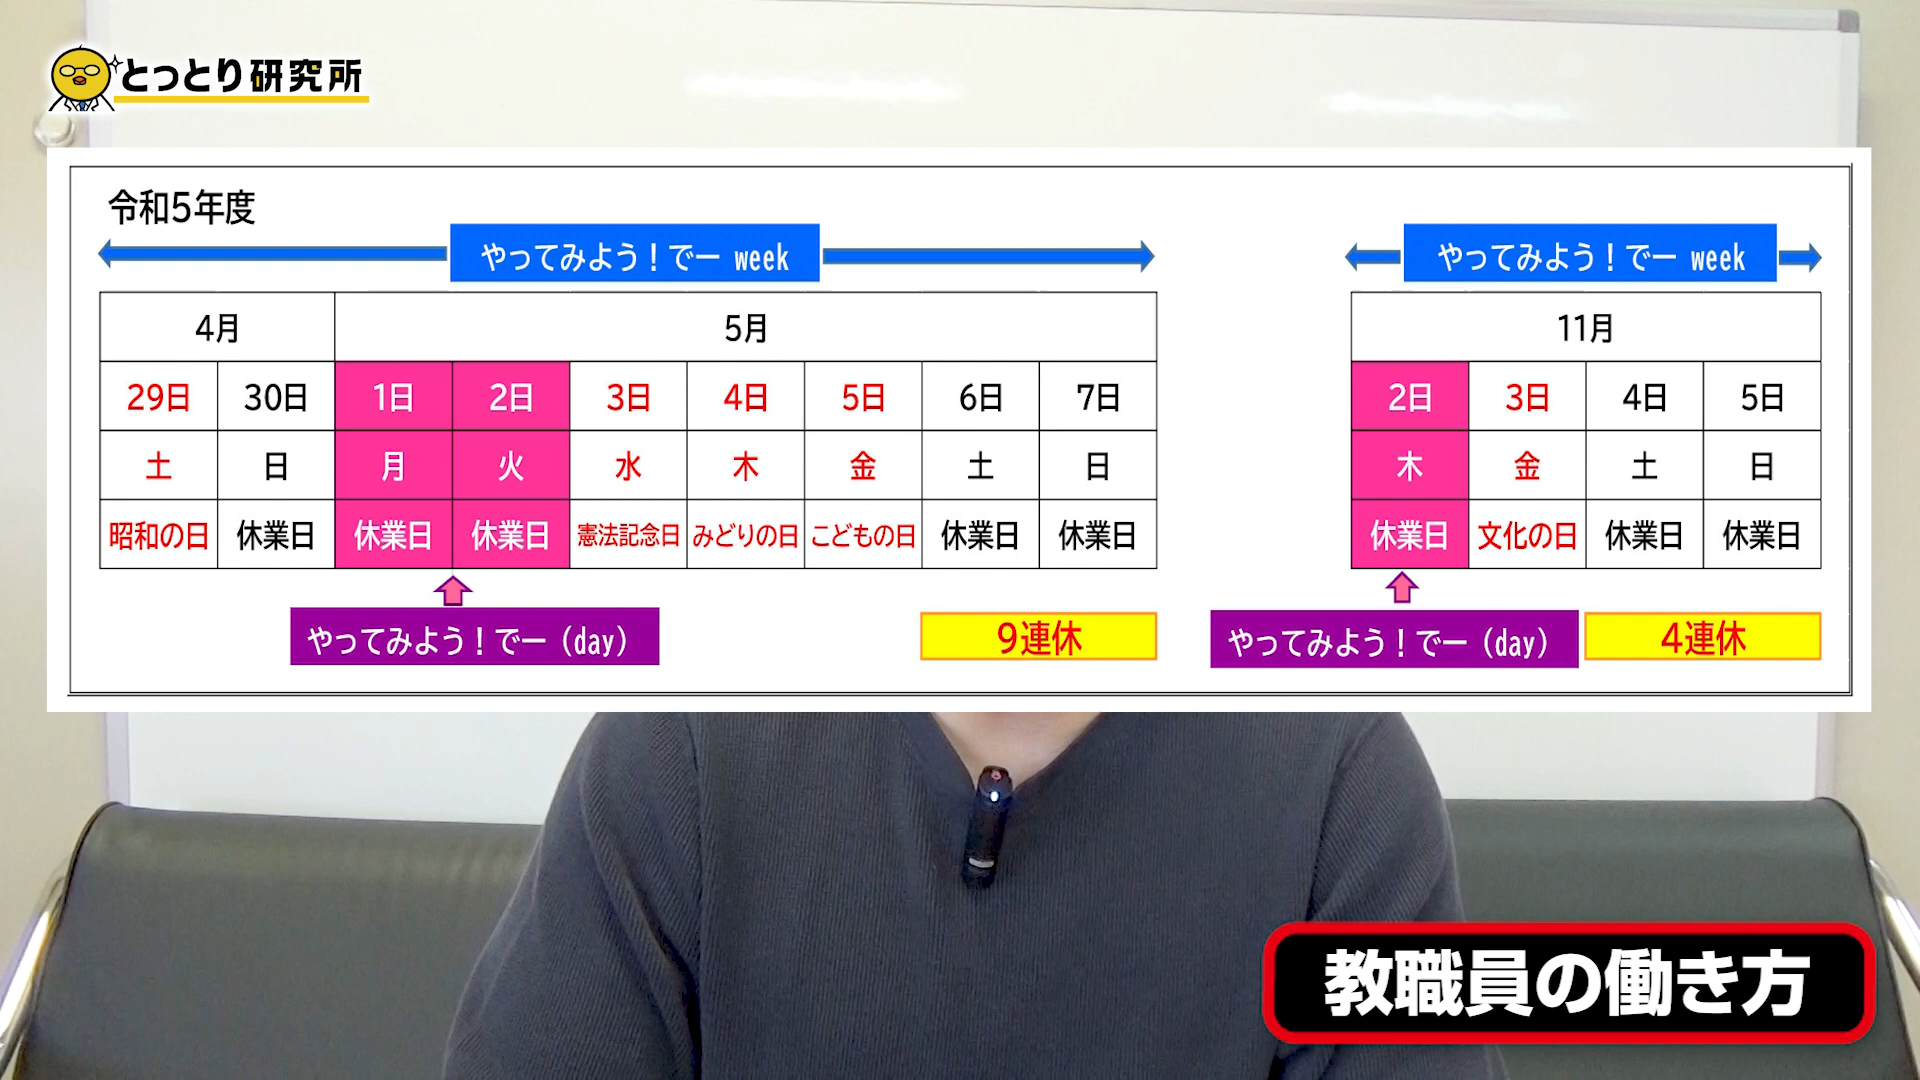 とっとり研究所
令和5年度
やってみよう！でー week
やってみよう！でー week
4月 5月
29日 30日 1日 2日 3日 4日 5日 6日 7日
土 日 月 火 水 木 金 土 日
昭和の日 休業日 休業日 休業日 憲法記念日 みどりの日 こどもの日 休業日 休業日
やってみよう！でー（day）
9連休
11月
2日 3日 4日 5日
木 金 土 日
休業日 文化の日 休業日 休業日
やってみよう！でー（day）
4連休
教職員の働き方